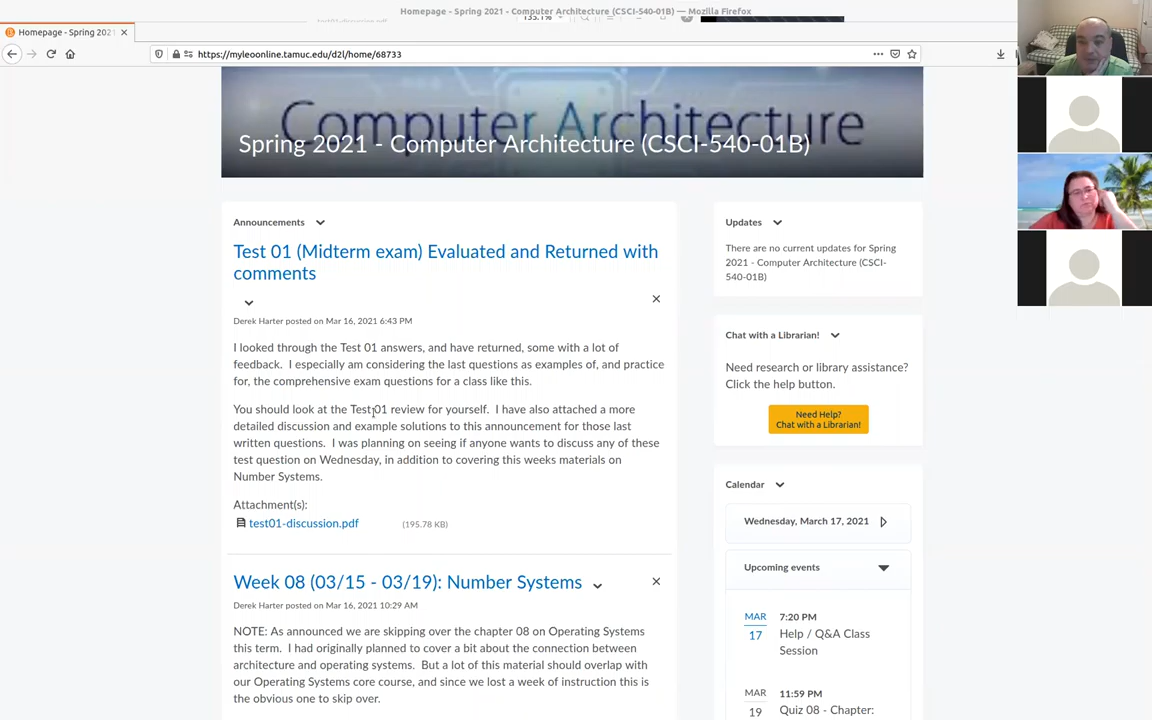 Homepage - Spring 2021 - Computer Architecture (CSCI-540-01B) — Mozilla Firefox
test01-discussion.pdf
135.1%
Homepage - Spring 2021
https://myleoonline.tamuc.edu/d2l/home/68733
Computer Architecture
Spring 2021 - Computer Architecture (CSCI-540-01B)
Announcements
Test 01 (Midterm exam) Evaluated and Returned with
comments
Derek Harter posted on Mar 16, 2021 6:43 PM
I looked through the Test 01 answers, and have returned, some with a lot of
feedback. I especially am considering the last questions as examples of, and practice
for, the comprehensive exam questions for a class like this.
You should look at the Test 01 review for yourself. I have also attached a more
detailed discussion and example solutions to this announcement for those last
written questions. I was planning on seeing if anyone wants to discuss any of these
test question on Wednesday, in addition to covering this weeks materials on
Number Systems.
Attachment(s):
test01-discussion.pdf (195.78 KB)
Week 08 (03/15 - 03/19): Number Systems
Derek Harter posted on Mar 16, 2021 10:29 AM
NOTE: As announced we are skipping over the chapter 08 on Operating Systems
this term. I had originally planned to cover a bit about the connection between
architecture and operating systems. But a lot of this material should overlap with
our Operating Systems core course, and since we lost a week of instruction this is
the obvious one to skip over.
Updates
There are no current updates for Spring
2021 - Computer Architecture (CSCI-
540-01B)
Chat with a Librarian!
Need research or library assistance?
Click the help button.
Need Help?
Chat with a Librarian!
Calendar
Wednesday, March 17, 2021
Upcoming events
MAR 7:20 PM
17 Help / Q&A Class
Session
MAR 11:59 PM
19 Quiz 08 - Chapter: